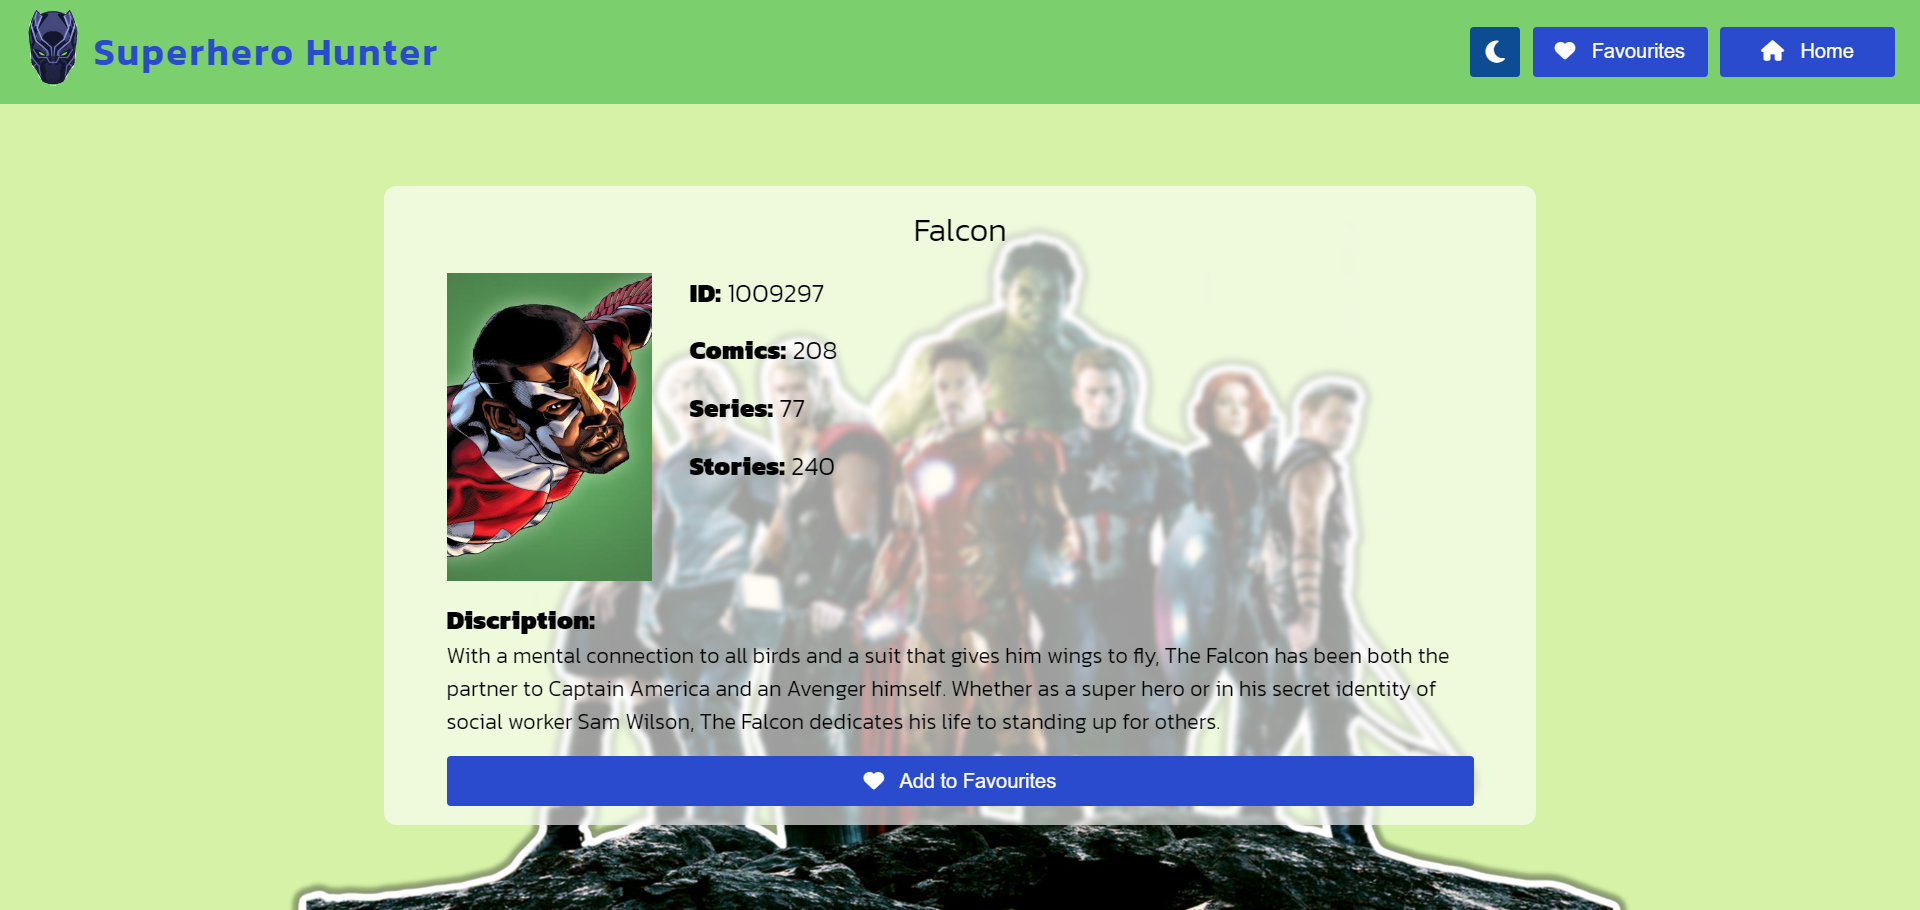 Superhero Hunter
Favourites
Home
Falcon
ID: 1009297
Comics: 208
Series: 77
Stories: 240
Discription:
With a mental connection to all birds and a suit that gives him wings to fly, The Falcon has been both the
partner to Captain America and an Avenger himself. Whether as a super hero or in his secret identity of
social worker Sam Wilson, The Falcon dedicates his life to standing up for others.
Add to Favourites